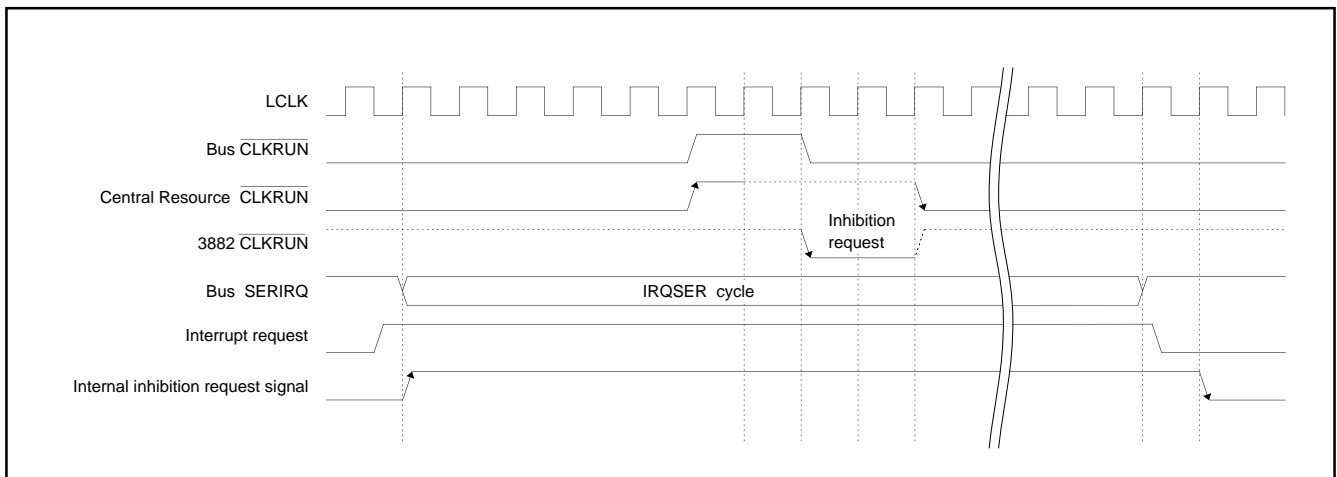 LCLK
Bus CLKRUN
Central Resource CLKRUN
Inhibition
request
3882 CLKRUN
Bus SERIRQ
IRQSER cycle
Interrupt request
Internal inhibition request signal